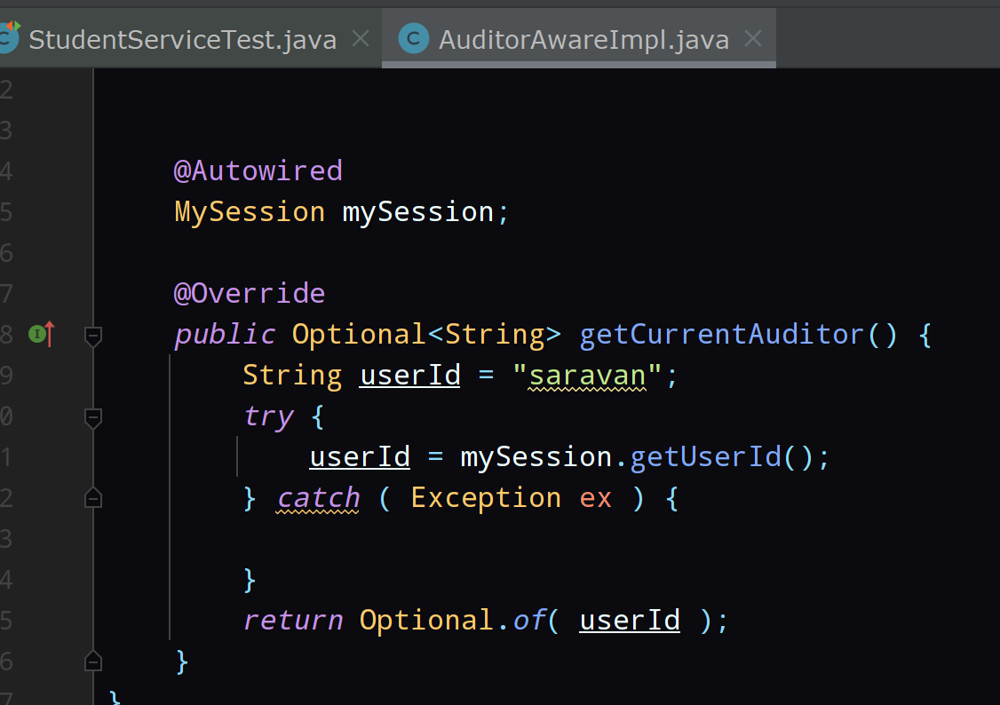 StudentServiceTest.java AuditorAwareImpl.java
2
3
4 @Autowired
5 MySession mySession;
6
7 @Override
8 public Optional<String> getCurrentAuditor() {
9 String userId = "saravan";
0 try {
1 userId = mySession.getUserId();
2 } catch ( Exception ex ) {
3
4 }
5 return Optional.of( userId );
6 }
7 }